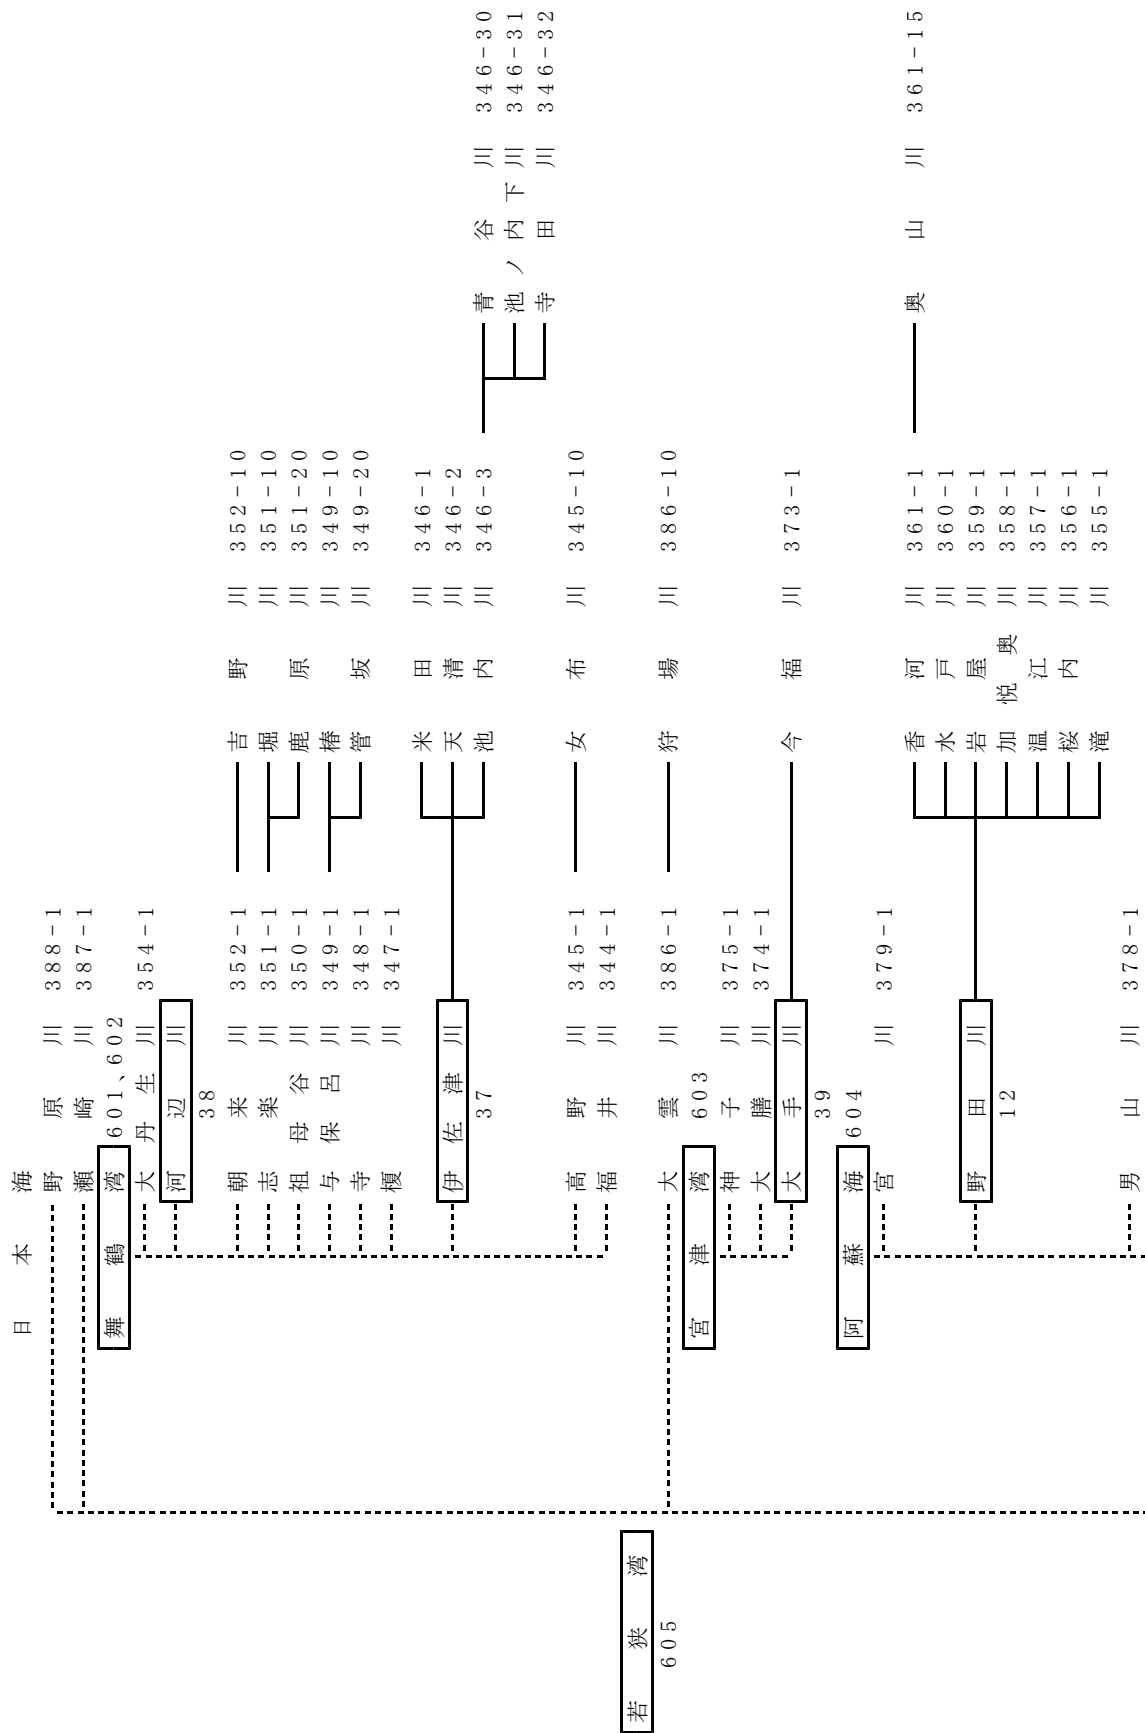 日本海
野原川 388-1
瀬崎川 387-1
舞鶴湾 601、602
大丹生川 354-1
河辺川
38
朝来川 352-1
吉野川 352-10
志楽川 351-1
堀川 351-10
鹿原川 351-20
祖母谷川 350-1
与保呂川 349-1
椿川 349-10
管坂川 349-20
寺川 348-1
榎川 347-1
伊佐津川
37
米田川 346-1
天清川 346-2
池内川 346-3
青谷川 346-30
池ノ内下川 346-31
寺田川 346-32
高野川 345-1
女布川 345-10
福井川 344-1
若狭湾
605
大雲川 386-1
狩場川 386-10
宮津湾 603
神子川 375-1
大膳川 374-1
大手川
39
今福川 373-1
阿蘇海 604
宮川 379-1
野田川
12
香河川 361-1
奥山川 361-15
水戸川 360-1
岩屋川 359-1
加悦奥川 358-1
温江川 357-1
桜内川 356-1
滝川 355-1
男山川 378-1